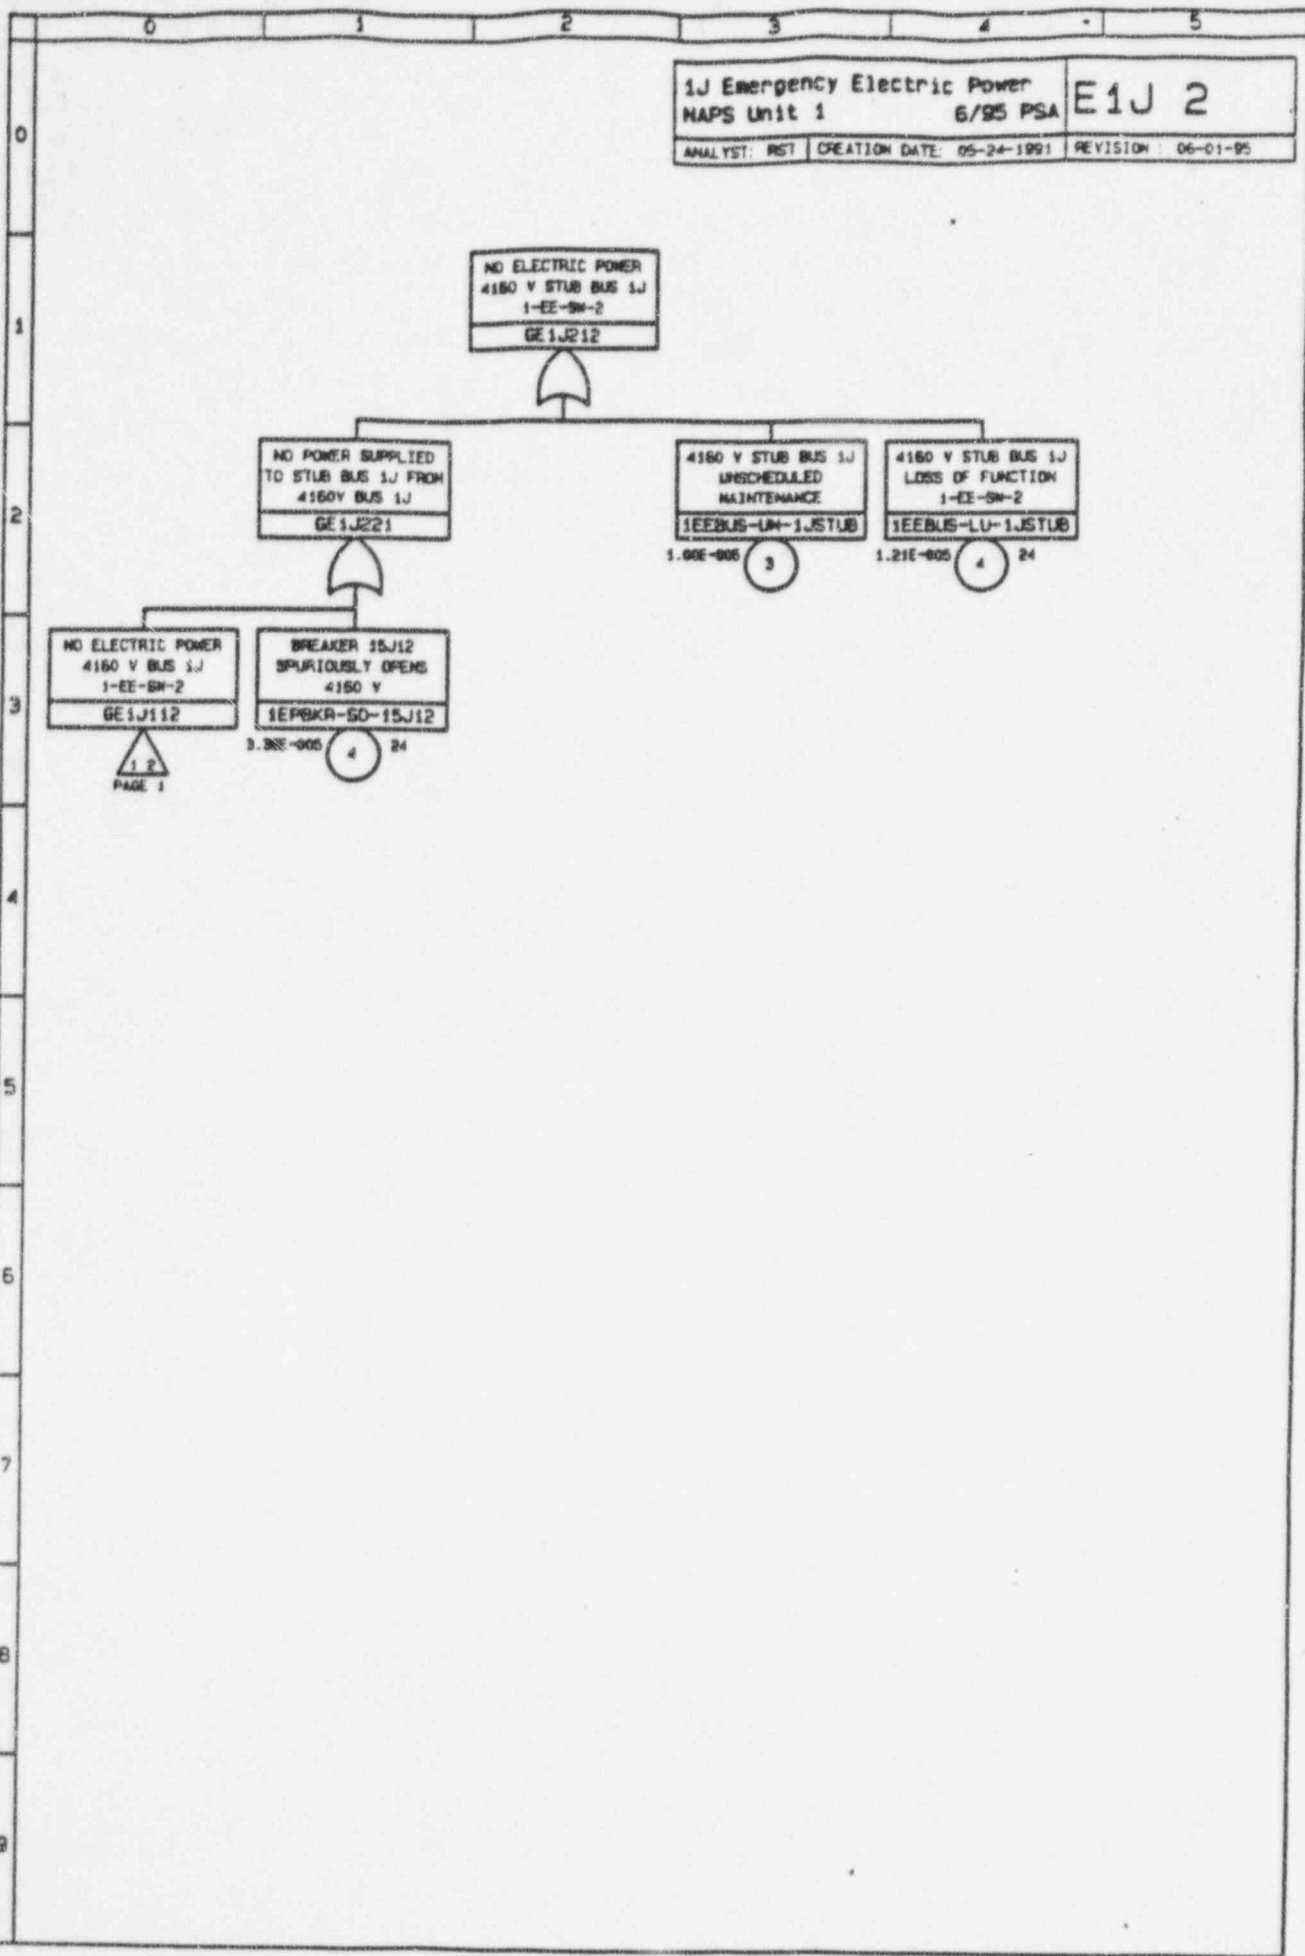 0 1 2 3 4 5
1J Emergency Electric Power
NAPS Unit 1 6/95 PSA
E1J 2
ANALYST: RST CREATION DATE: 05-24-1991 REVISION: 06-01-95
0
NO ELECTRIC POWER
4160 V STUB BUS 1J
1-EE-SW-2
GE1J212
1
NO POWER SUPPLIED
TO STUB BUS 1J FROM
4160V BUS 1J
GE1J221
4160 V STUB BUS 1J
UNSCHEDULED
MAINTENANCE
1EEBUS-UM-1JSTUB
3
4160 V STUB BUS 1J
LOSS OF FUNCTION
1-EE-SW-2
1EEBUS-LU-1JSTUB
1.21E-005 4 24
2
NO ELECTRIC POWER
4160 V BUS 1J
1-EE-SW-2
GE1J112
1 2
PAGE 1
BREAKER 15J12
SPURIOUSLY OPENS
4160 V
1EPBKR-SO-15J12
4 24
3
4
5
6
7
8
9